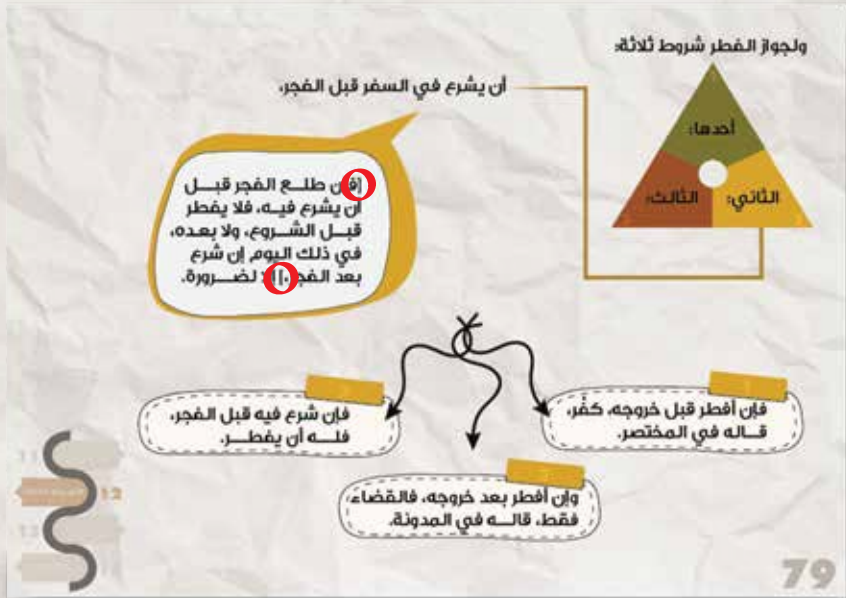 ولجواز الفطر شروط ثلاثة:
أحدها:
الثاني:
الثالث:
أن يشرع في السفر قبل الفجر،
[فإن طلع الفجر قبل
أن يشرع فيه، فلا يفطر
قبل الشروع، ولا بعده،
في ذلك اليوم إن شرع
بعد الفجر،] إلا لضرورة.
فإن أفطر قبل خروجه، كفَّر،
قاله في المختصر.
وإن أفطر بعد خروجه، فالقضاء
فقط، قاله في المدونة.
فإن شرع فيه قبل الفجر،
فله أن يفطر.
12
79